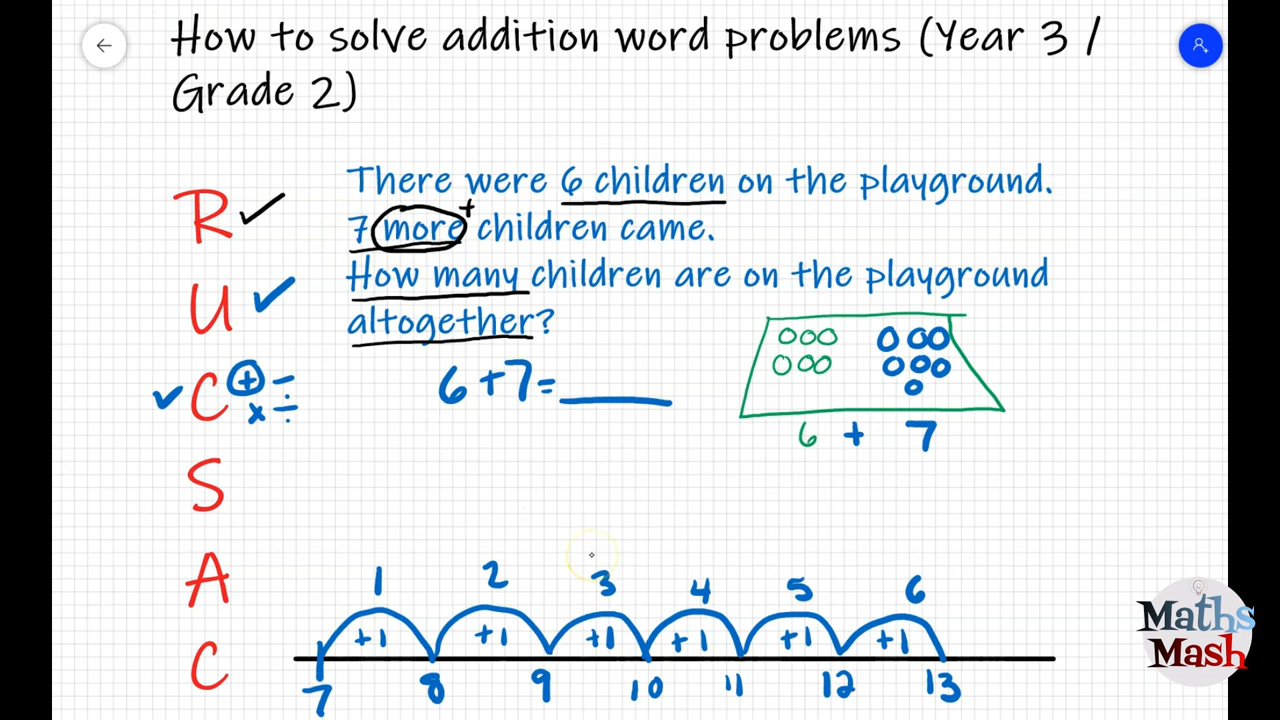 How to solve addition word problems (Year 3 /
Grade 2)
R
There were 6 children on the playground.
+
7 more children came.
U
How many children are on the playground
altogether?
C + -
x ÷
6 + 7 =
6 + 7
S
A
1 2 3 4 5 6
+1 +1 +1 +1 +1 +1
C
7 8 9 10 11 12 13
Maths
Mash